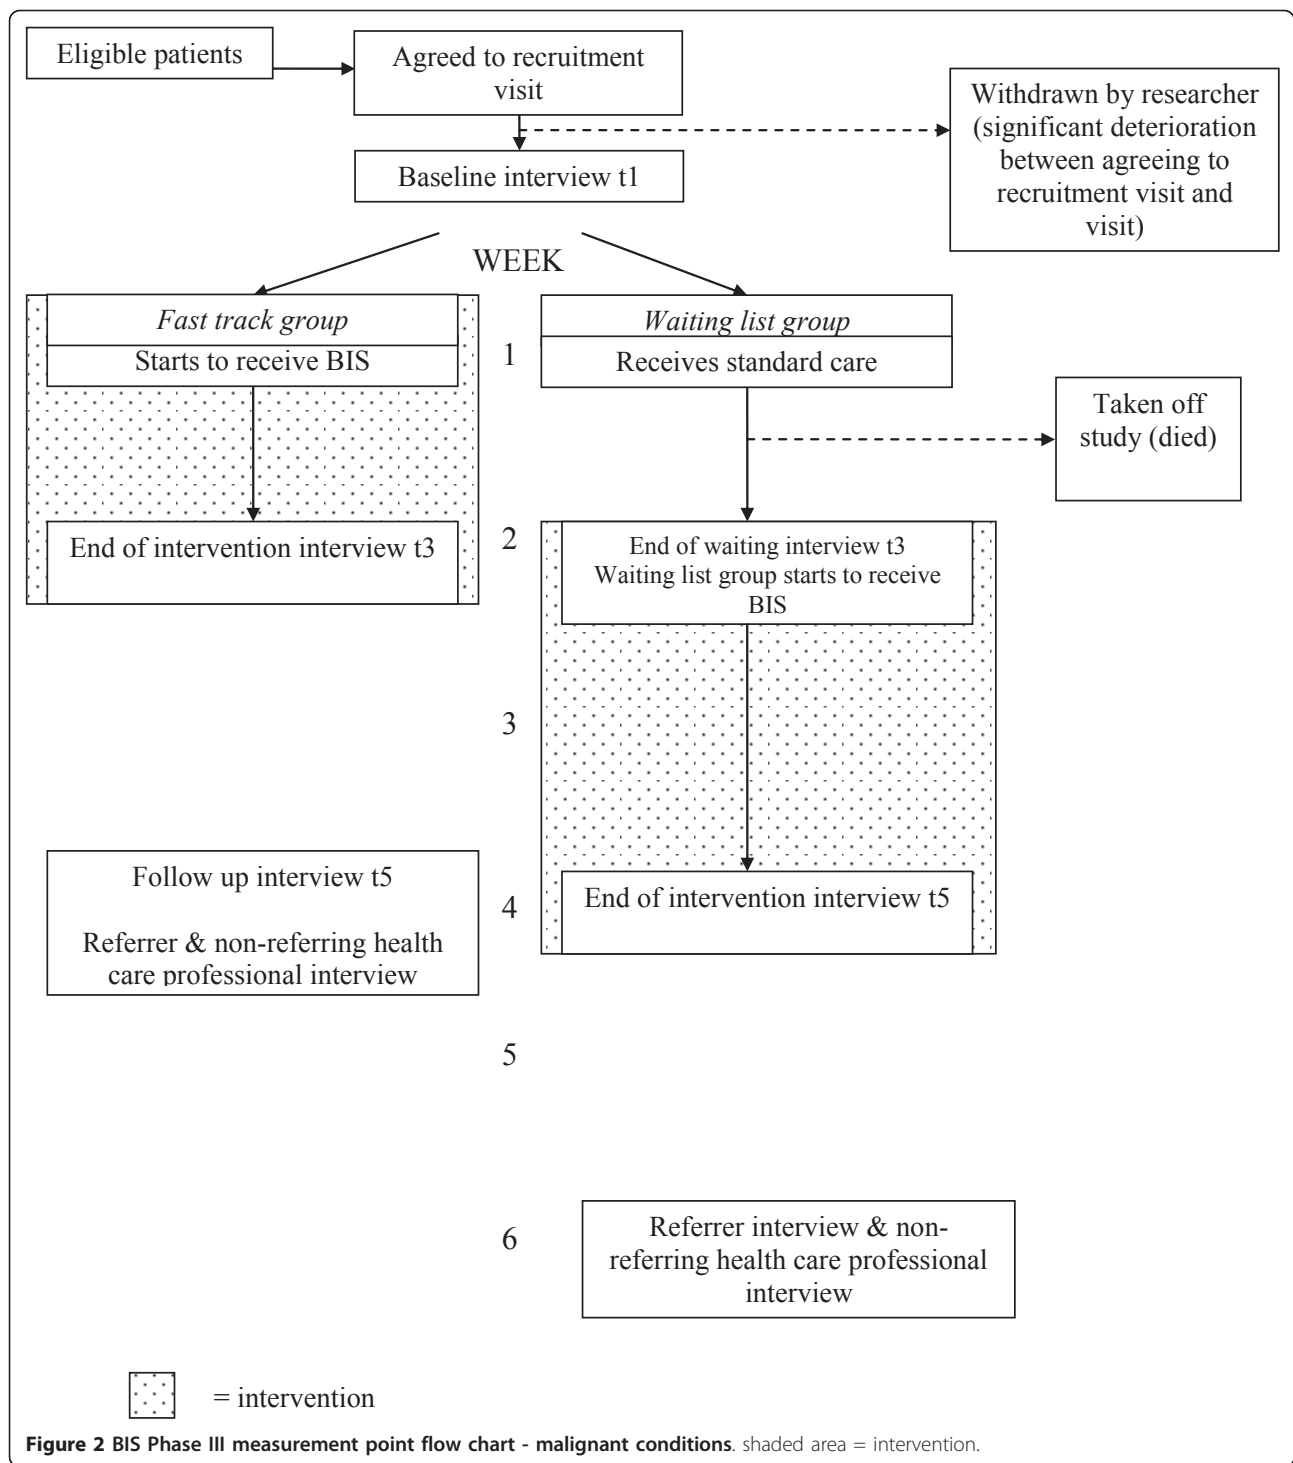 Eligible patients
Agreed to recruitment
visit
Withdrawn by researcher
(significant deterioration
between agreeing to
recruitment visit and
visit)
Baseline interview t1
WEEK
Fast track group
Starts to receive BIS
1
Waiting list group
Receives standard care
Taken off
study (died)
End of intervention interview t3
2
End of waiting interview t3
Waiting list group starts to receive
BIS
3
Follow up interview t5
Referrer & non-referring health
care professional interview
4
End of intervention interview t5
5
6
Referrer interview & non-
referring health care professional
interview
= intervention
Figure 2 BIS Phase III measurement point flow chart - malignant conditions. shaded area = intervention.